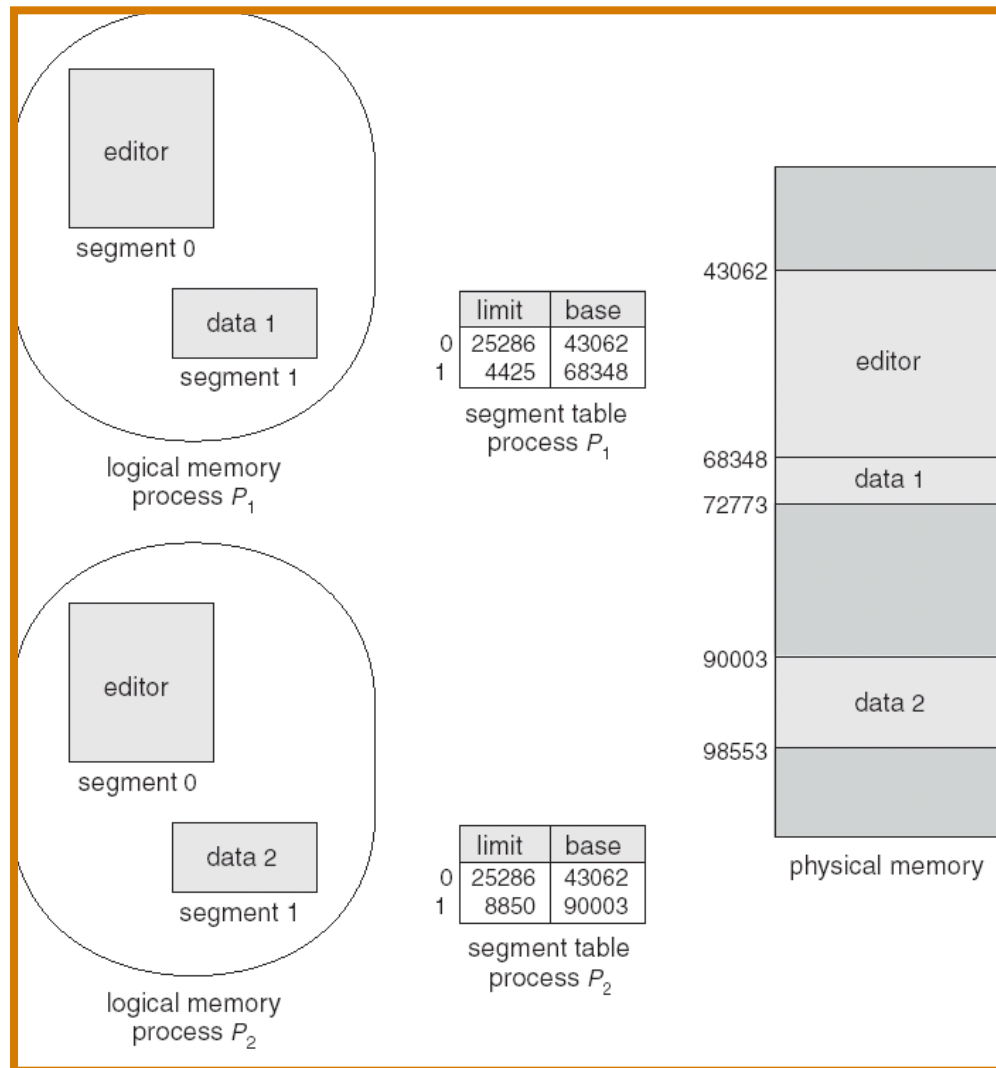 editor
segment 0
data 1
segment 1
logical memory
process P1
limit base
0 25286 43062
1 4425 68348
segment table
process P1
editor
segment 0
data 2
segment 1
logical memory
process P2
limit base
0 25286 43062
1 8850 90003
segment table
process P2
43062
editor
68348
data 1
72773
90003
data 2
98553
physical memory